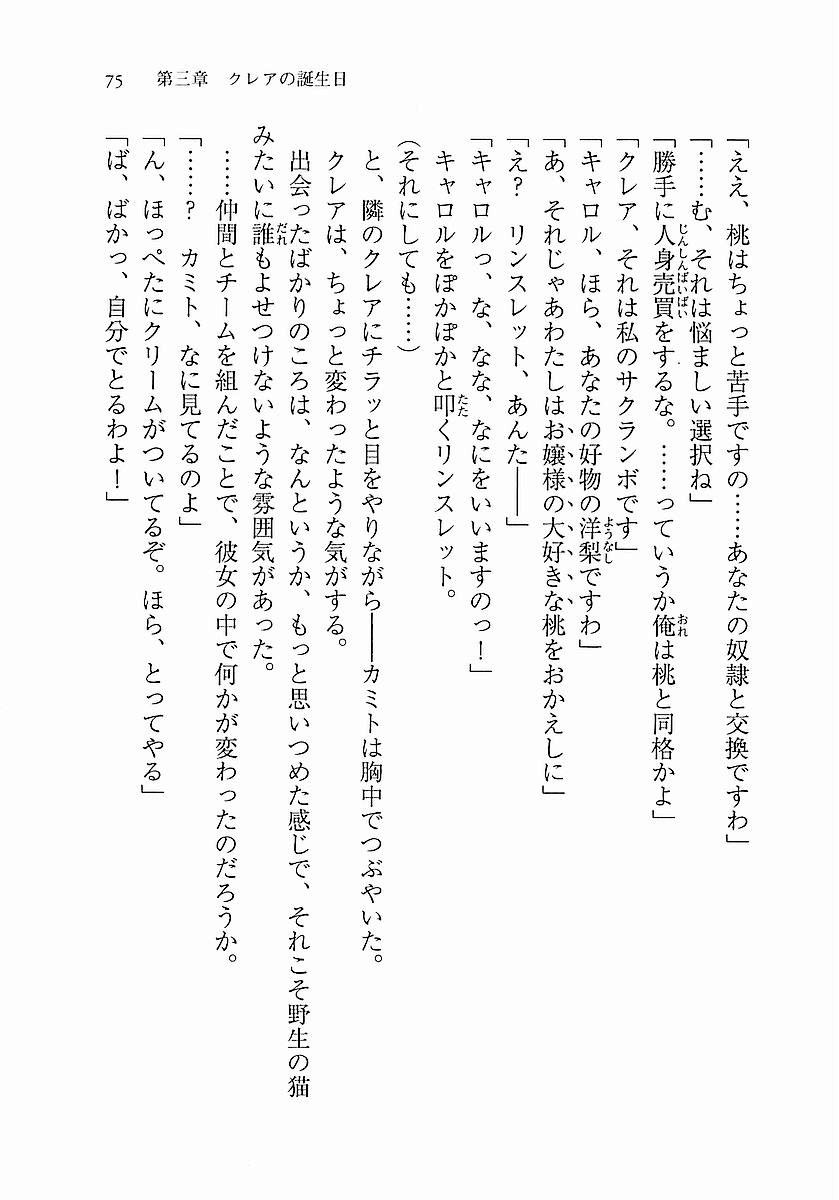 75　第三章　クレアの誕生日
「ええ、桃はちょっと苦手ですの……あなたの奴隷と交換ですわ」
「……む、それは悩ましい選択ね」
「勝手に人身売買をするな。……っていうか俺は桃と同格かよ」
「クレア、それは私のサクランボです」
「キャロル、ほら、あなたの好物の洋梨ですわ」
「あ、それじゃあわたしはお嬢様の大好きな桃をおかえしに」
「え？　リンスレット、あんた――」
「キャロルっ、な、なな、なにをいいますのっ！」
　キャロルをぽかぽかと叩くリンスレット。
（それにしても……）
　と、隣のクレアにチラッと目をやりながら――カミトは胸中でつぶやいた。
　クレアは、ちょっと変わったような気がする。
　出会ったばかりのころは、なんというか、もっと思いつめた感じで、それこそ野生の猫
みたいに誰もよせつけないような雰囲気があった。
　……仲間とチームを組んだことで、彼女の中で何かが変わったのだろうか。
「……？　カミト、なに見てるのよ」
「ん、ほっぺたにクリームがついてるぞ。ほら、とってやる」
「ば、ばかっ、自分でとるわよ！」